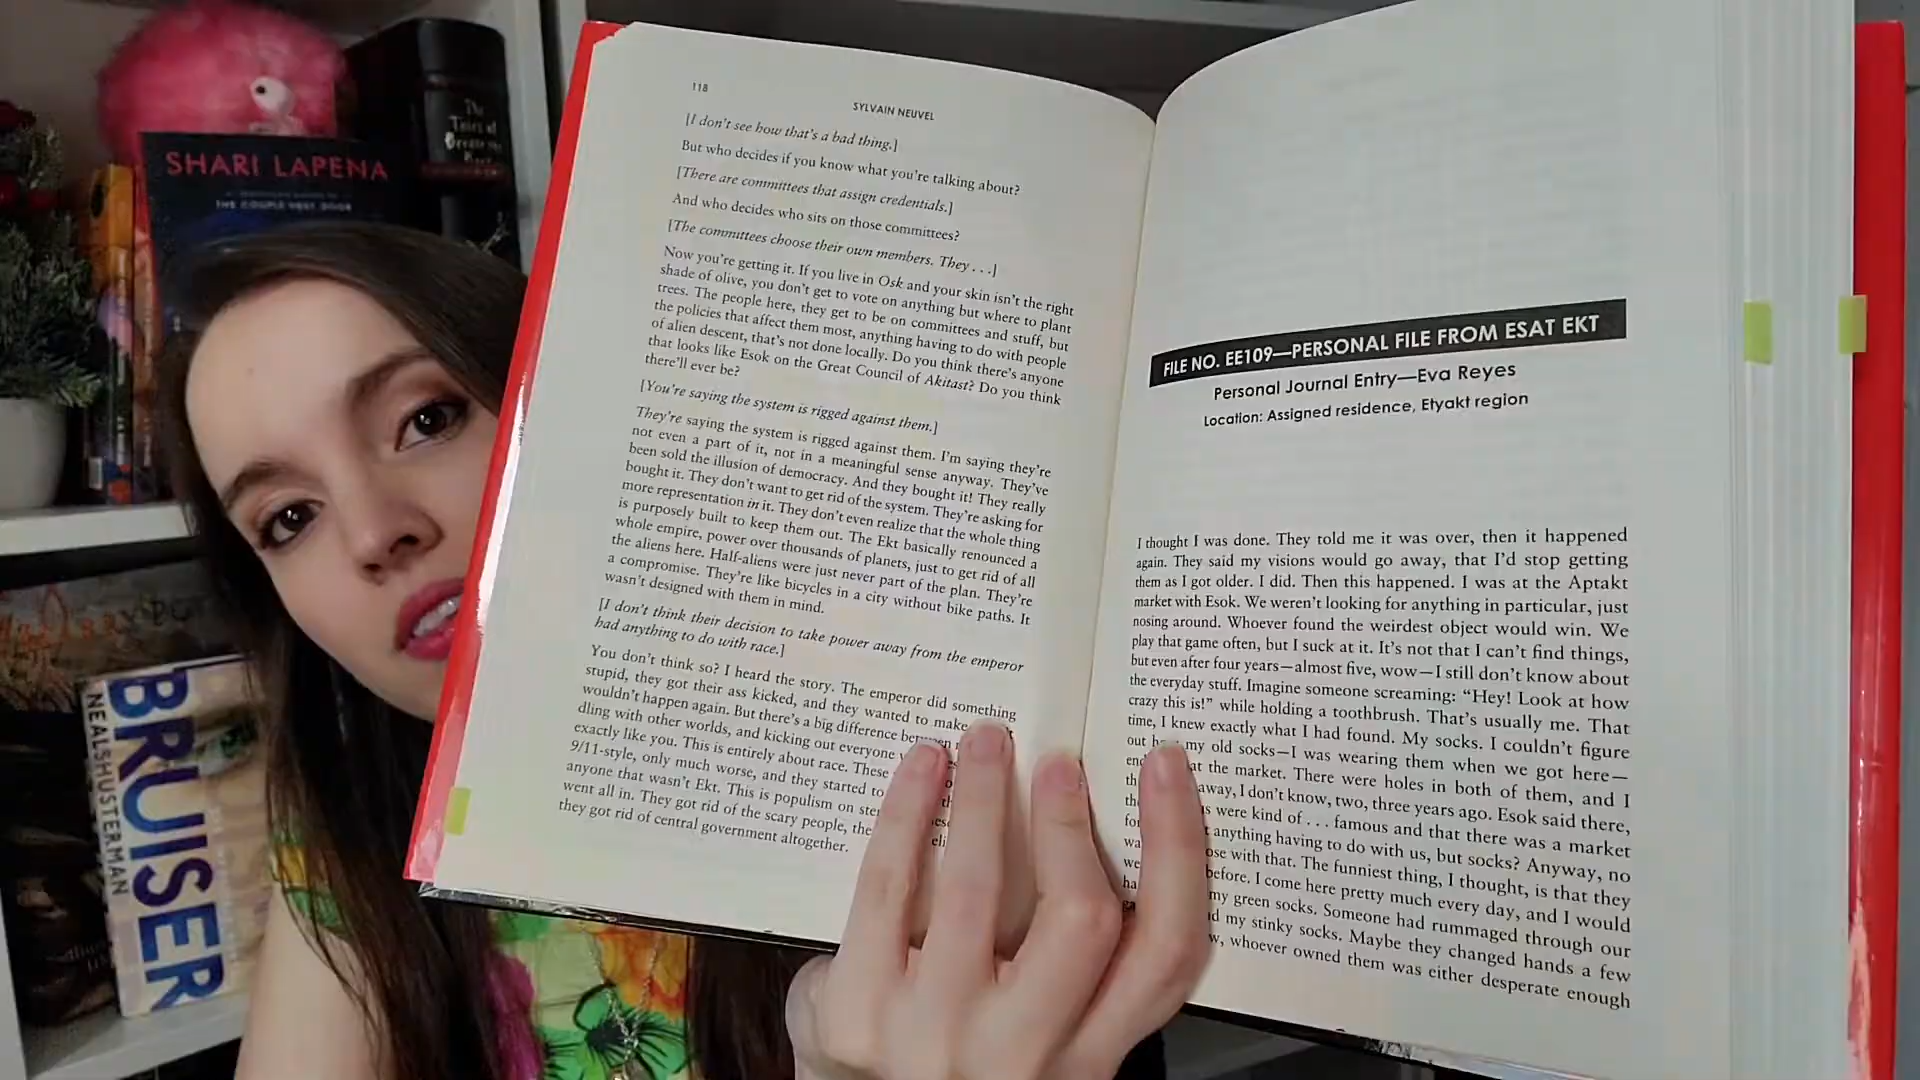 SHARI LAPENA
THE COUPLE NEXT DOOR
The
Tales of
BRUISER
NEAL SHUSTERMAN
118
SYLVAIN NEUVEL
[I don't see how that's a bad thing.]
But who decides if you know what you're talking about?
[There are committees that assign credentials.]
And who decides who sits on those committees?
[The committees choose their own members. They . . .]
Now you're getting it. If you live in Osk and your skin isn't the right
shade of olive, you don't get to vote on anything but where to plant
trees. The people here, they get to be on committees and stuff, but
the policies that affect them most, anything having to do with people
of alien descent, that's not done locally. Do you think there's anyone
that looks like Esok on the Great Council of Akitast? Do you think
there'll ever be?
[You're saying the system is rigged against them.]
They're saying the system is rigged against them. I'm saying they're
not even a part of it, not in a meaningful sense anyway. They've
been sold the illusion of democracy. And they bought it! They really
bought it. They don't want to get rid of the system. They're asking for
more representation in it. They don't even realize that the whole thing
is purposely built to keep them out. The Ekt basically renounced a
whole empire, power over thousands of planets, just to get rid of all
the aliens here. Half-aliens were just never part of the plan. They're
a compromise. They're like bicycles in a city without bike paths. It
wasn't designed with them in mind.
[I don't think their decision to take power away from the emperor
had anything to do with race.]
You don't think so? I heard the story. The emperor did something
stupid, they got their ass kicked, and they wanted to make
wouldn't happen again. But there's a big difference between
dling with other worlds, and kicking out everyone
exactly like you. This is entirely about race. These
9/11-style, only much worse, and they started to
anyone that wasn't Ekt. This is populism on
went all in. They got rid of the scary people, the
they got rid of central government altogether.
FILE NO. EE109—PERSONAL FILE FROM ESAT EKT
Personal Journal Entry—Eva Reyes
Location: Assigned residence, Etyakt region
I thought I was done. They told me it was over, then it happened
again. They said my visions would go away, that I'd stop getting
them as I got older. I did. Then this happened. I was at the Aptakt
market with Esok. We weren't looking for anything in particular, just
nosing around. Whoever found the weirdest object would win. We
play that game often, but I suck at it. It's not that I can't find things,
but even after four years—almost five, wow—I still don't know about
the everyday stuff. Imagine someone screaming: "Hey! Look at how
crazy this is!" while holding a toothbrush. That's usually me. That
time, I knew exactly what I had found. My socks. I couldn't figure
out my old socks—I was wearing them when we got here—
at the market. There were holes in both of them, and I
away, I don't know, two, three years ago. Esok said there,
were kind of . . . famous and that there was a market
anything having to do with us, but socks? Anyway, no
with that. The funniest thing, I thought, is that they
before. I come here pretty much every day, and I would
my green socks. Someone had rummaged through our
my stinky socks. Maybe they changed hands a few
whoever owned them was either desperate enough